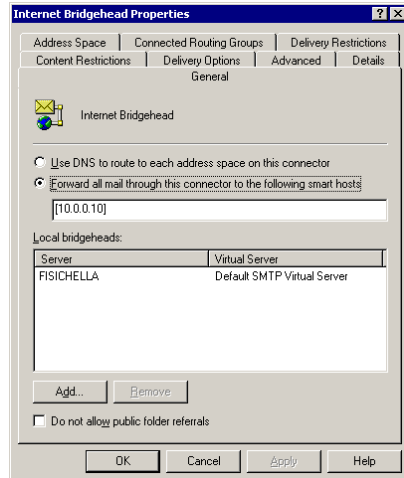 Internet Bridgehead Properties
Address Space Connected Routing Groups Delivery Restrictions
Content Restrictions Delivery Options Advanced Details
General
Internet Bridgehead
Use DNS to route to each address space on this connector
Forward all mail through this connector to the following smart hosts
[10.0.0.10]
Local bridgeheads:
Server Virtual Server
FISICHELLA Default SMTP Virtual Server
Add... Remove
Do not allow public folder referrals
OK Cancel Apply Help